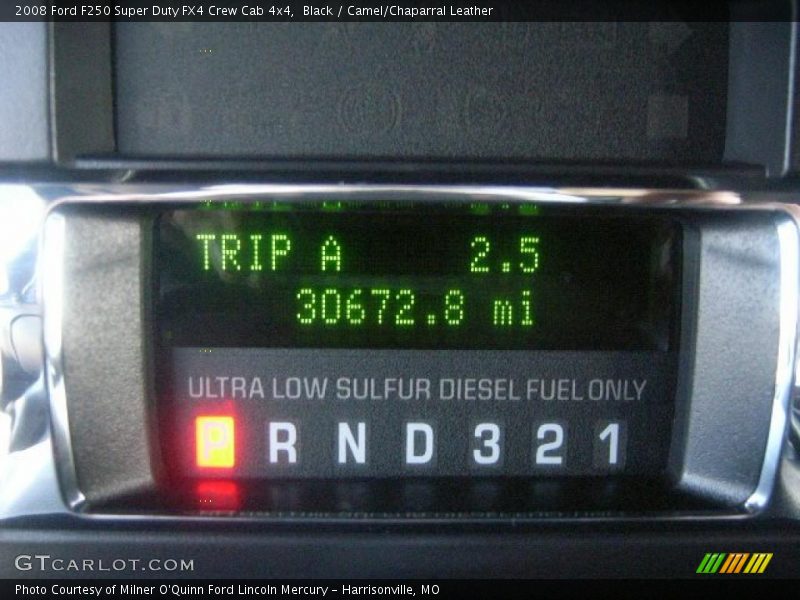 2008 Ford F250 Super Duty FX4 Crew Cab 4x4,  Black / Camel/Chaparral Leather
TRIP A 2.5
30672.8 mi
ULTRA LOW SULFUR DIESEL FUEL ONLY
P R N D 3 2 1
GTCARLOT.COM
Photo Courtesy of Milner O'Quinn Ford Lincoln Mercury - Harrisonville, MO